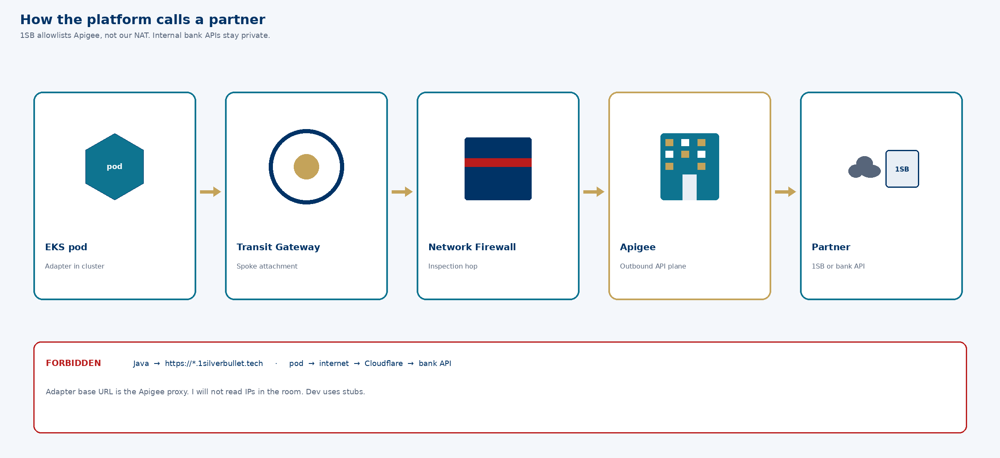 How the platform calls a partner
1SB allowlists Apigee, not our NAT. Internal bank APIs stay private.
pod
1SB
EKS pod
Transit Gateway
Network Firewall
Apigee
Partner
Adapter in cluster
Spoke attachment
Inspection hop
Outbound API plane
1SB or bank API
FORBIDDEN Java → https://*.1silverbullet.tech · pod → internet → Cloudflare → bank API
Adapter base URL is the Apigee proxy. I will not read IPs in the room. Dev uses stubs.